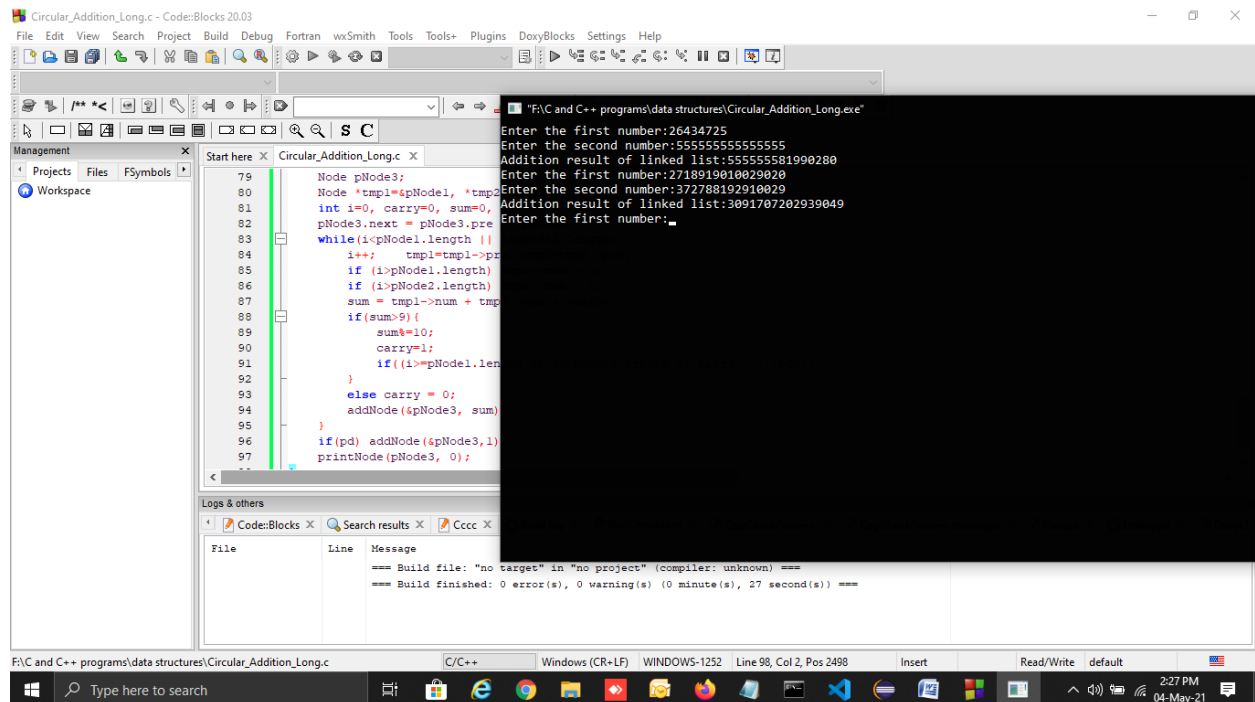 Circular_Addition_Long.c - Code::Blocks 20.03
File Edit View Search Project Build Debug Fortran wxSmith Tools Tools+ Plugins DoxyBlocks Settings Help
/** *<
S C
Management
Projects Files FSymbols
Workspace
Start here Circular_Addition_Long.c
79 Node pNode3;
80 Node *tmp1=&pNode1, *tmp2
81 int i=0, carry=0, sum=0,
82 pNode3.next = pNode3.pre
83 while(i<pNode1.length ||
84 i++; tmp1=tmp1->pr
85 if (i>pNode1.length)
86 if (i>pNode2.length)
87 sum = tmp1->num + tmp
88 if(sum>9){
89 sum%=10;
90 carry=1;
91 if((i>=pNode1.len
92 }
93 else carry = 0;
94 addNode(&pNode3, sum)
95 }
96 if(pd) addNode(&pNode3,1)
97 printNode(pNode3, 0);
"F:\C and C++ programs\data structures\Circular_Addition_Long.exe"
Enter the first number:26434725
Enter the second number:555555555555555
Addition result of linked list:555555581990280
Enter the first number:2718919010029020
Enter the second number:372788192910029
Addition result of linked list:3091707202939049
Enter the first number:
Logs & others
Code::Blocks Search results Cccc
File Line Message
=== Build file: "no target" in "no project" (compiler: unknown) ===
=== Build finished: 0 error(s), 0 warning(s) (0 minute(s), 27 second(s)) ===
F:\C and C++ programs\data structures\Circular_Addition_Long.c C/C++ Windows (CR+LF) WINDOWS-1252 Line 98, Col 2, Pos 2498 Insert Read/Write default
Type here to search
2:27 PM
04-May-21